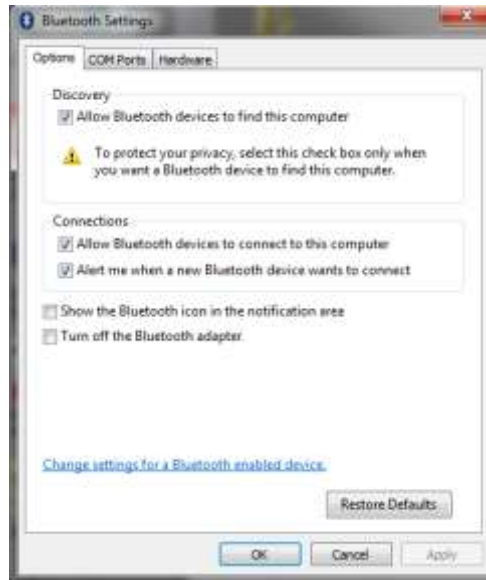 Bluetooth Settings
Options COM Ports Hardware
Discovery
Allow Bluetooth devices to find this computer
To protect your privacy, select this check box only when
you want a Bluetooth device to find this computer.
Connections
Allow Bluetooth devices to connect to this computer
Alert me when a new Bluetooth device wants to connect
Show the Bluetooth icon in the notification area
Turn off the Bluetooth adapter
Change settings for a Bluetooth enabled device.
Restore Defaults
OK Cancel Apply